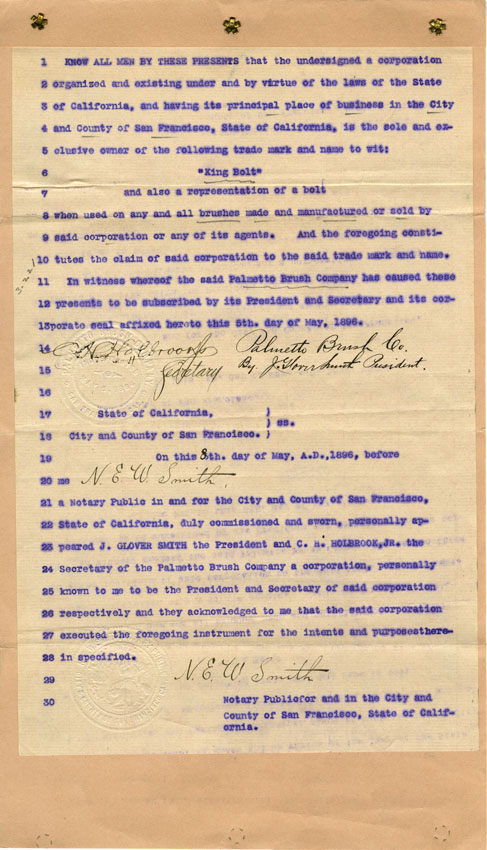 1 KNOW ALL MEN BY THESE PRESENTS that the undersigned a corporation
2 organized and existing under and by virtue of the laws of the State
3 of California, and having its principal place of business in the City
4 and County of San Francisco, State of California, is the sole and ex-
5 clusive owner of the following trade mark and name to wit:
6 "King Bolt"
7 and also a representation of a bolt
8 when used on any and all brushes made and manufactured or sold by
9 said corporation or any of its agents. And the foregoing consti-
10 tutes the claim of said corporation to the said trade mark and name.
11 In witness whereof the said Palmetto Brush Company has caused these
12 presents to be subscribed by its President and Secretary and its cor-
13porate seal affixed hereto this 5th. day of May, 1896.
14 Holbrook Jr Palmetto Brush Co.
15 Secretary By J. Glover Smith President.
16
17 State of California, )
) ss.
18 City and County of San Francisco. )
19 On this 8th. day of May, A.D.,1896, before
20 me N. E. W. Smith,
21 a Notary Public in and for the City and County of San Francisco,
22 State of California, duly commissioned and sworn, personally ap-
23 peared J. GLOVER SMITH the President and C. H. HOLBROOK,JR. the
24 Secretary of the Palmetto Brush Company a corporation, personally
25 known to me to be the President and Secretary of said corporation
26 respectively and they acknowledged to me that the said corporation
27 executed the foregoing instrument for the intents and purposesthere-
28 in specified.
29 N. E. W. Smith
30 Notary Publicfor and in the City and
County of San Francisco, State of Calif-
ornia.